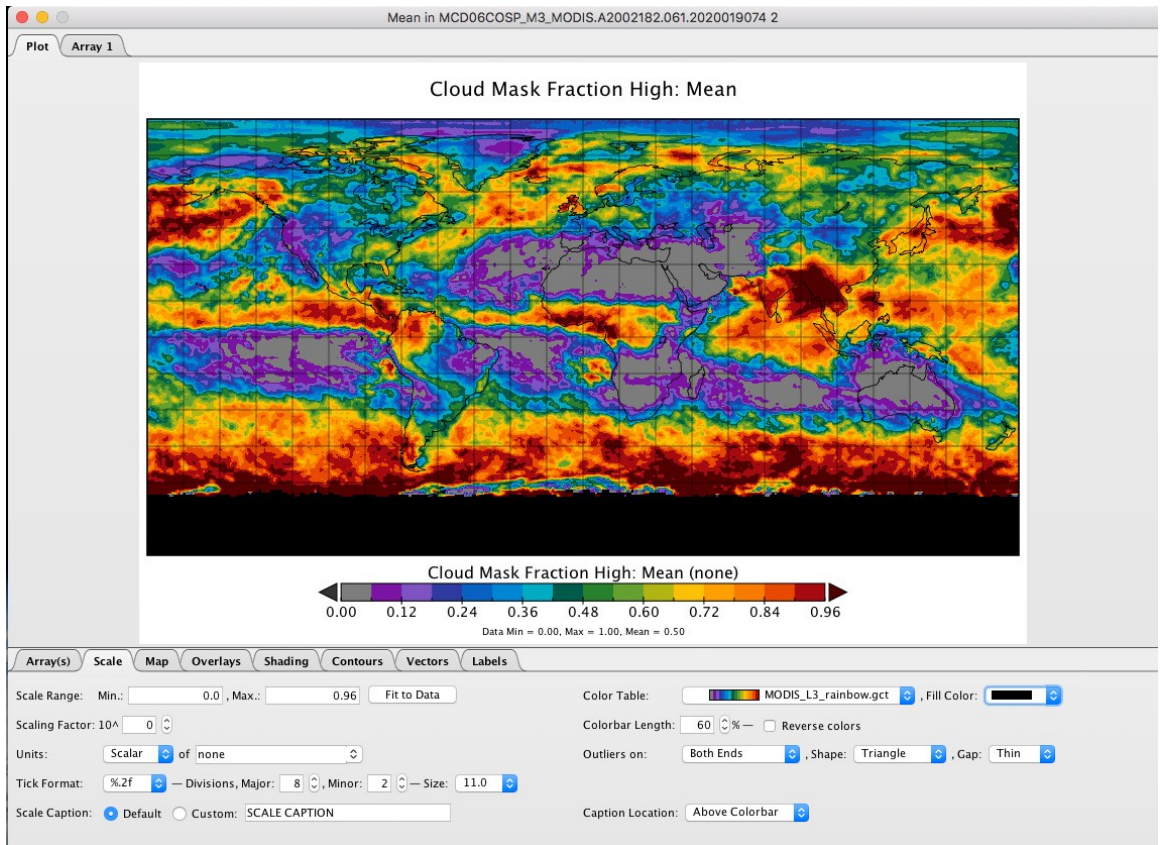 Mean in MCD06COSP_M3_MODIS.A2002182.061.2020019074 2
Plot Array 1
Cloud Mask Fraction High: Mean
Cloud Mask Fraction High: Mean (none)
0.00 0.12 0.24 0.36 0.48 0.60 0.72 0.84 0.96
Data Min = 0.00, Max = 1.00, Mean = 0.50
Array(s) Scale Map Overlays Shading Contours Vectors Labels
Scale Range: Min.: 0.0 , Max.: 0.96 Fit to Data Color Table: MODIS_L3_rainbow.gct , Fill Color:
Scaling Factor: 10^ 0 Colorbar Length: 60 % — Reverse colors
Units: Scalar of none Outliers on: Both Ends , Shape: Triangle , Gap: Thin
Tick Format: %.2f — Divisions, Major: 8 , Minor: 2 — Size: 11.0
Scale Caption: Default Custom: SCALE CAPTION Caption Location: Above Colorbar